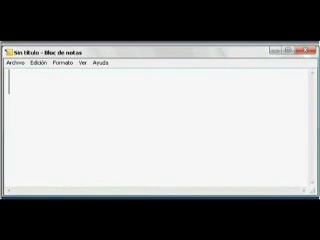 Sin título - Bloc de notas
Archivo Edición Formato Ver Ayuda